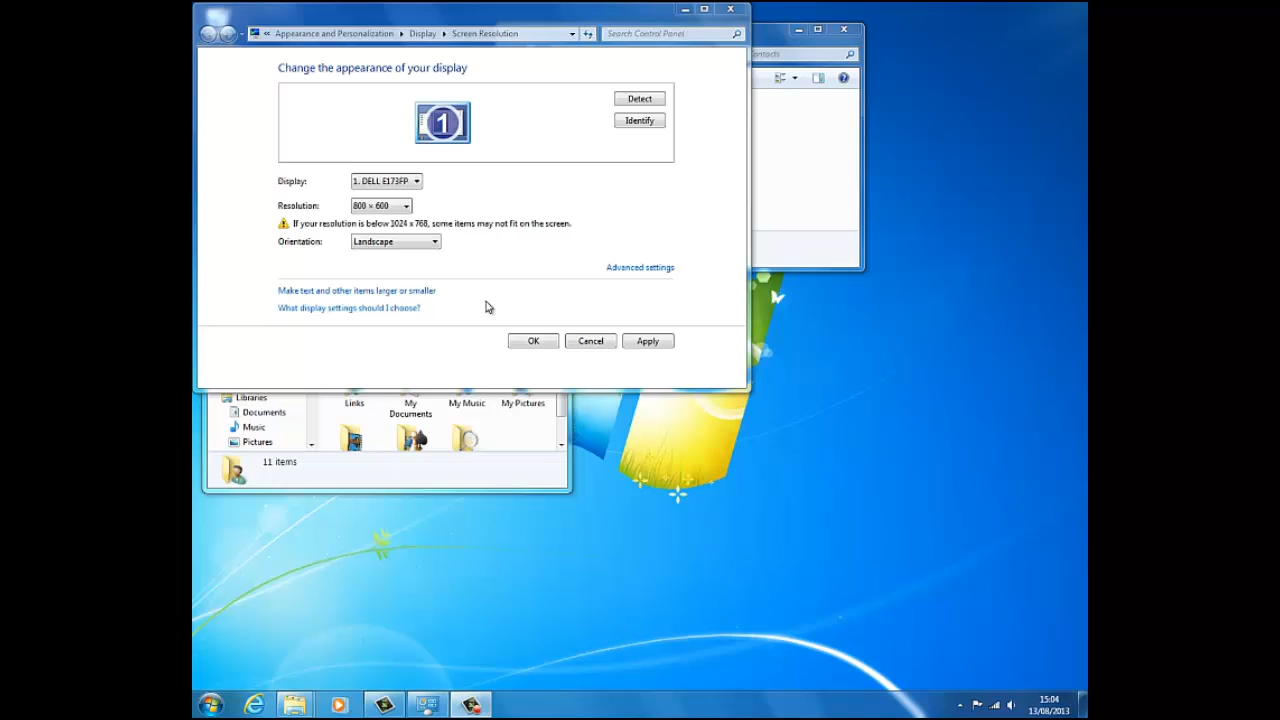 « Appearance and Personalization ▸ Display ▸ Screen Resolution
Search Control Panel
Contacts
Change the appearance of your display
1
Detect
Identify
Display:
1. DELL E173FP
Resolution:
800 × 600
If your resolution is below 1024 x 768, some items may not fit on the screen.
Orientation:
Landscape
Advanced settings
Make text and other items larger or smaller
What display settings should I choose?
OK
Cancel
Apply
Libraries
Documents
Music
Pictures
Links
My Documents
My Music
My Pictures
11 items
15:04
13/08/2013